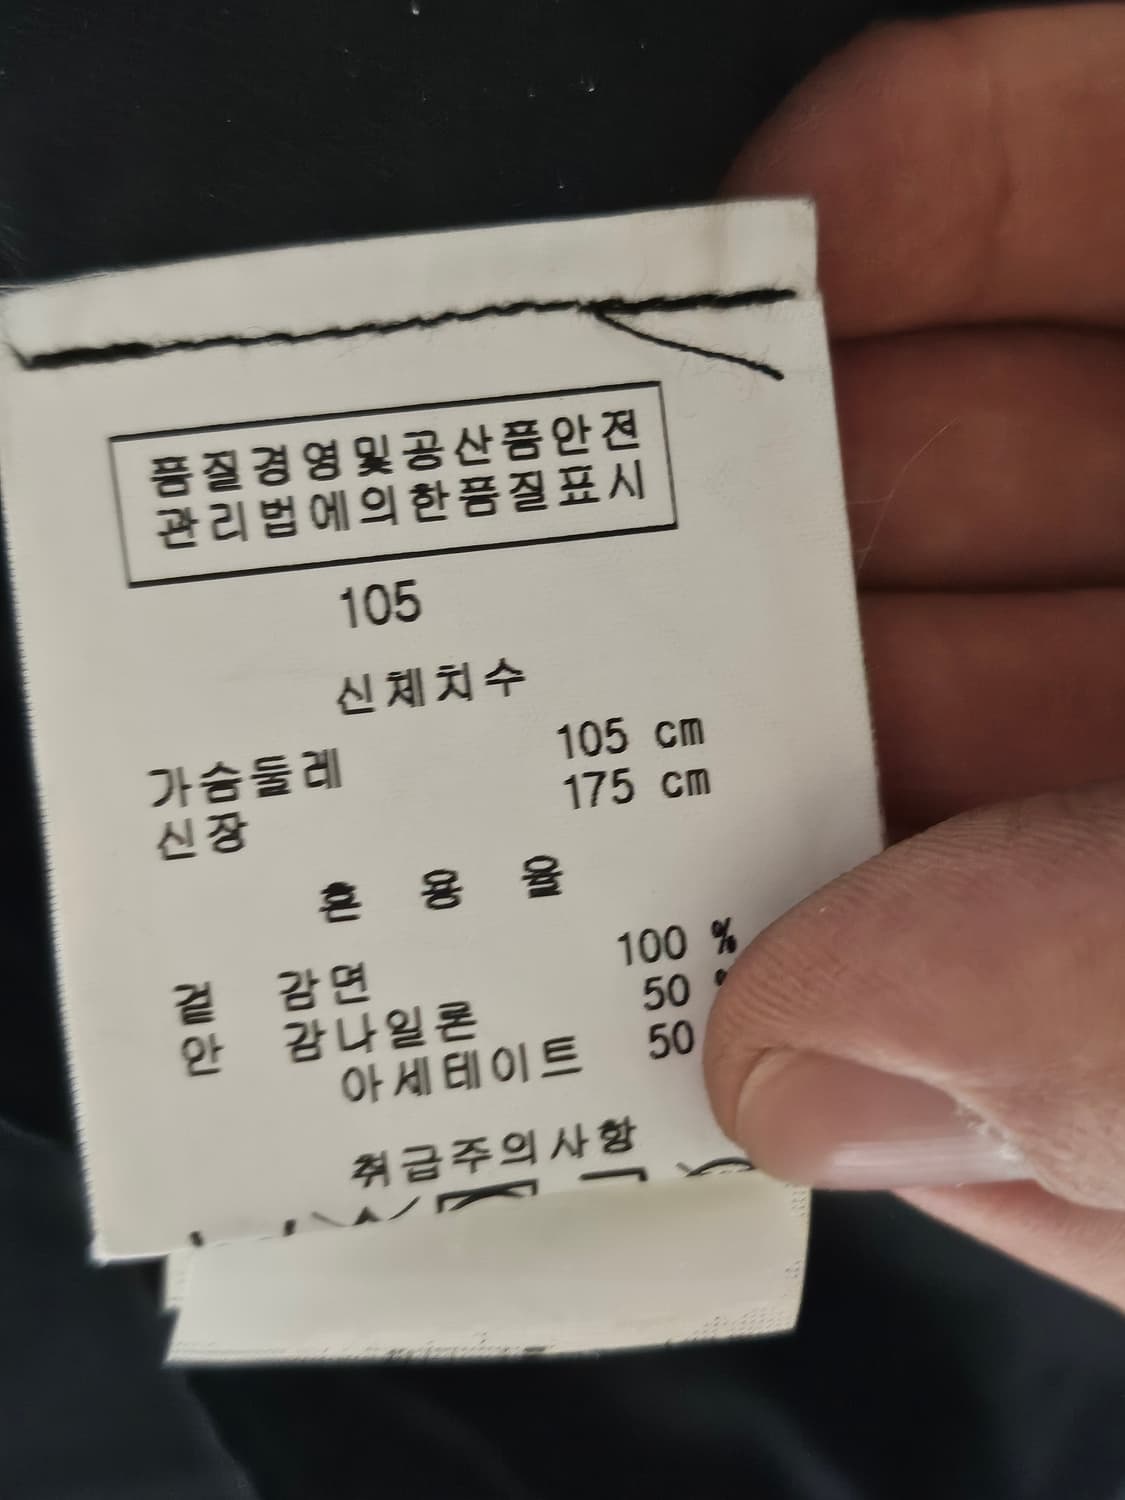 품질경영및공산품안전
관리법에의한품질표시
105
신체치수
가슴둘레 105 cm
신장 175 cm
혼 용 율
겉 감면 100 %
안 감나일론 50
아세테이트 50
취급주의사항